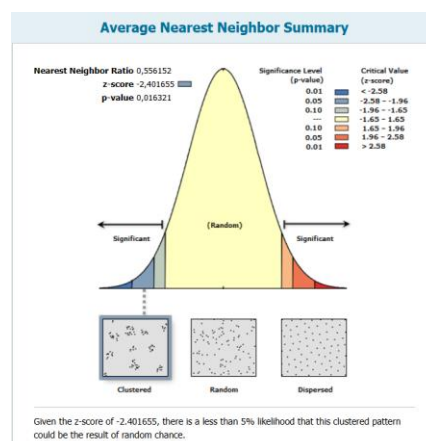 Average Nearest Neighbor Summary
Nearest Neighbor Ratio 0,556152
z-score -2,401655
p-value 0,016321
Significance Level
(p-value)
Critical Value
(z-score)
0.01 < -2.58
0.05 -2.58 - -1.96
0.10 -1.96 - -1.65
--- -1.65 - 1.65
0.10 1.65 - 1.96
0.05 1.96 - 2.58
0.01 > 2.58
Significant
(Random)
Significant
Clustered
Random
Dispersed
Given the z-score of -2.401655, there is a less than 5% likelihood that this clustered pattern
could be the result of random chance.